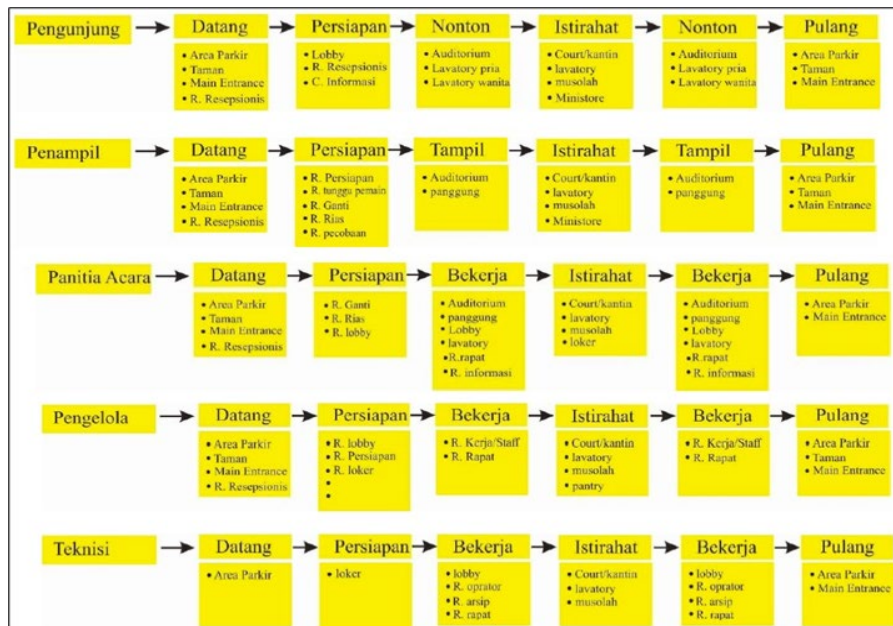 Pengunjung
Datang
• Area Parkir
• Taman
• Main Entrance
• R. Resepsionis
Persiapan
• Lobby
• R. Resepsionis
• C. Informasi
Nonton
• Auditorium
• Lavatory pria
• Lavatory wanita
Istirahat
• Court/kantin
• lavatory
• musolah
• Ministore
Nonton
• Auditorium
• Lavatory pria
• Lavatory wanita
Pulang
• Area Parkir
• Taman
• Main Entrance
Penampil
Datang
• Area Parkir
• Taman
• Main Entrance
• R. Resepsionis
Persiapan
• R. Persiapan
• R. tunggu pemain
• R. Ganti
• R. Rias
• R. pecobaan
Tampil
• Auditorium
• panggung
Istirahat
• Court/kantin
• lavatory
• musolah
• Ministore
Tampil
• Auditorium
• panggung
Pulang
• Area Parkir
• Taman
• Main Entrance
Panitia Acara
Datang
• Area Parkir
• Taman
• Main Entrance
• R. Resepsionis
Persiapan
• R. Ganti
• R. Rias
• R. lobby
Bekerja
• Auditorium
• panggung
• Lobby
• lavatory
• R.rapat
• R. informasi
Istirahat
• Court/kantin
• lavatory
• musolah
• loker
Bekerja
• Auditorium
• panggung
• Lobby
• lavatory
• R.rapat
• R. informasi
Pulang
• Area Parkir
• Main Entrance
Pengelola
Datang
• Area Parkir
• Taman
• Main Entrance
• R. Resepsionis
Persiapan
• R. lobby
• R. Persiapan
• R. loker
•
•
Bekerja
• R. Kerja/Staff
• R. Rapat
Istirahat
• Court/kantin
• lavatory
• musolah
• pantry
Bekerja
• R. Kerja/Staff
• R. Rapat
Pulang
• Area Parkir
• Taman
• Main Entrance
Teknisi
Datang
• Area Parkir
Persiapan
• loker
Bekerja
• lobby
• R. oprator
• R. arsip
• R. rapat
Istirahat
• Court/kantin
• lavatory
• musolah
Bekerja
• lobby
• R. oprator
• R. arsip
• R. rapat
Pulang
• Area Parkir
• Main Entrance